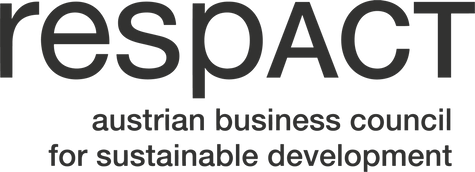 respACT
austrian business council
for sustainable development